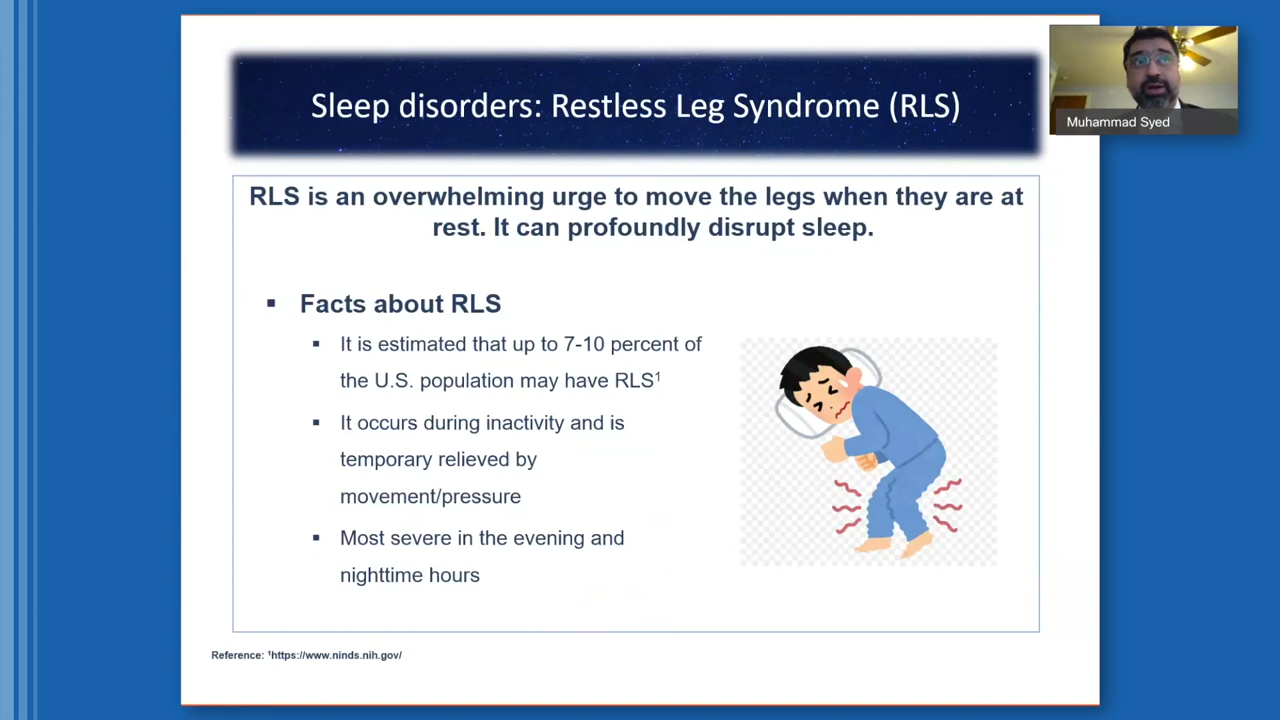 Sleep disorders: Restless Leg Syndrome (RLS)
Muhammad Syed
RLS is an overwhelming urge to move the legs when they are at
rest. It can profoundly disrupt sleep.
▪ Facts about RLS
▪ It is estimated that up to 7-10 percent of
the U.S. population may have RLS¹
▪ It occurs during inactivity and is
temporary relieved by
movement/pressure
▪ Most severe in the evening and
nighttime hours
Reference: ¹https://www.ninds.nih.gov/